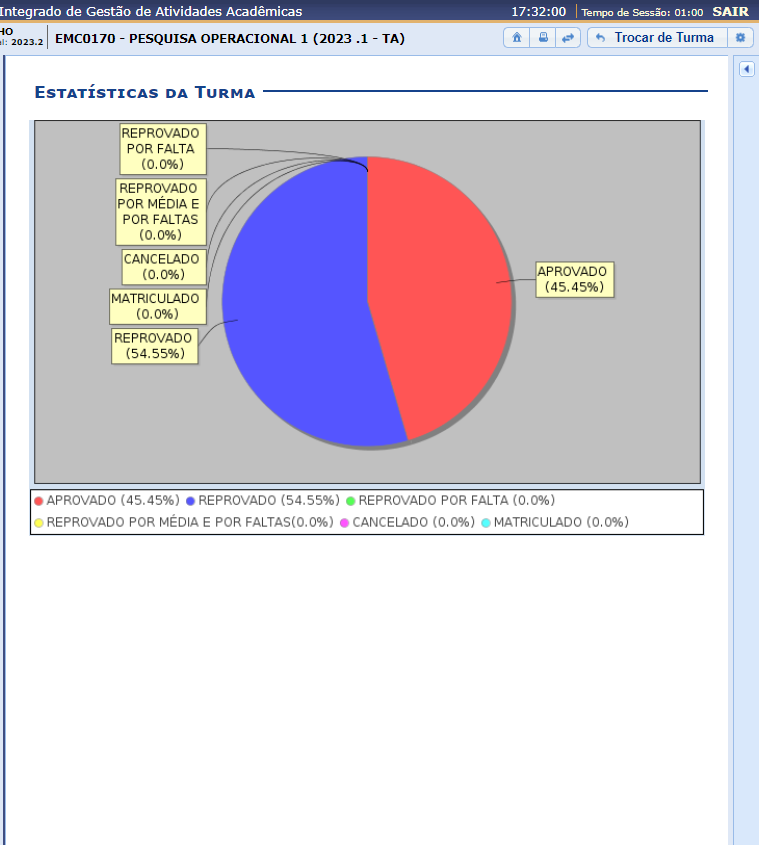 Integrado de Gestão de Atividades Acadêmicas 17:32:00 Tempo de Sessão: 01:00 SAIR
HO
el: 2023.2
EMC0170 - PESQUISA OPERACIONAL 1 (2023 .1 - TA) Trocar de Turma
Estatísticas da Turma
REPROVADO
POR FALTA
(0.0%)
REPROVADO
POR MÉDIA E
POR FALTAS
(0.0%)
CANCELADO
(0.0%)
MATRICULADO
(0.0%)
REPROVADO
(54.55%)
APROVADO
(45.45%)
APROVADO (45.45%) REPROVADO (54.55%) REPROVADO POR FALTA (0.0%)
REPROVADO POR MÉDIA E POR FALTAS(0.0%) CANCELADO (0.0%) MATRICULADO (0.0%)